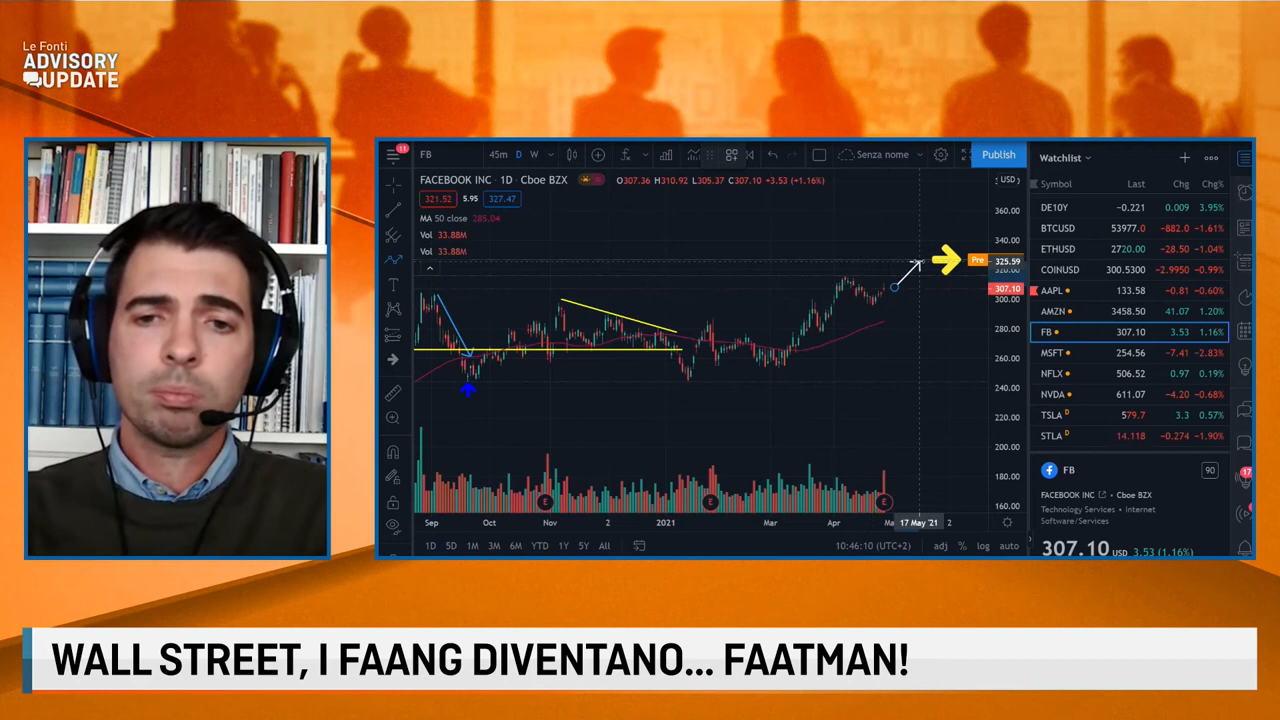 Le Fonti
ADVISORY
UPDATE
11
FB
45m D W
Senza nome
Publish
FACEBOOK INC · 1D · Cboe BZX
O307.36 H310.92 L305.37 C307.10 +3.53 (+1.16%)
321.52 5.95 327.47
MA 50 close 285.04
Vol 33.88M
Vol 33.88M
USD
360.00
340.00
Pre 325.59
320.00
307.10
300.00
280.00
260.00
240.00
220.00
200.00
180.00
160.00
E
E
E
Sep Oct Nov 2 2021 Mar Apr Ma 17 May '21 2
1D 5D 1M 3M 6M YTD 1Y 5Y All
10:46:10 (UTC+2) adj % log auto
Watchlist
Symbol Last Chg Chg%
DE10Y -0.221 0.009 3.95%
BTCUSD 53977.0 −882.0 −1.61%
ETHUSD 2720.00 −28.50 −1.04%
COINUSD 300.5300 −2.9950 −0.99%
AAPL 133.58 −0.81 −0.60%
AMZN 3458.50 41.07 1.20%
FB 307.10 3.53 1.16%
MSFT 254.56 −7.41 −2.83%
NFLX 506.52 0.97 0.19%
NVDA 611.07 −4.20 −0.68%
TSLA D 579.7 3.3 0.57%
STLA D 14.118 −0.274 −1.90%
FB
90
17
FACEBOOK INC • Cboe BZX
Technology Services • Internet
Software/Services
307.10 USD 3.53 (1.16%)
WALL STREET, I FAANG DIVENTANO... FAATMAN!